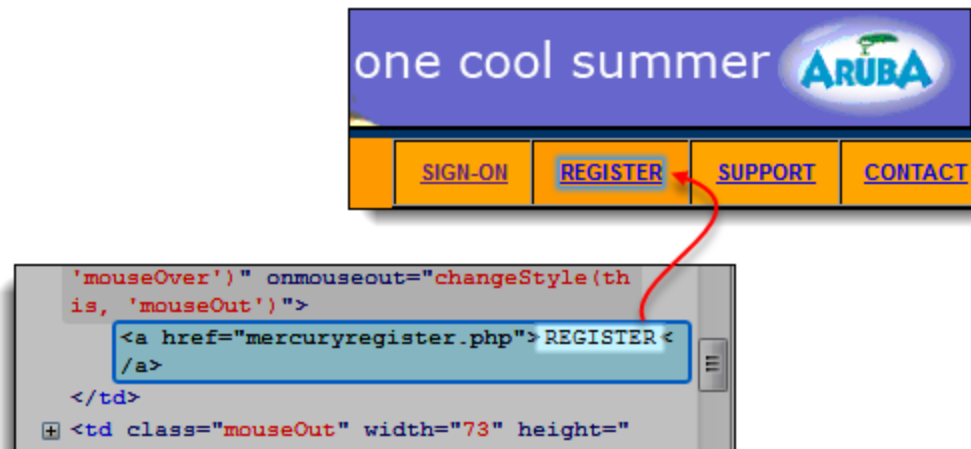 one cool summer ARUBA
SIGN-ON REGISTER SUPPORT CONTACT
'mouseOver')" onmouseout="changeStyle(th
is, 'mouseOut')">
<a href="mercuryregister.php">REGISTER<
/a>
</td>
<td class="mouseOut" width="73" height="